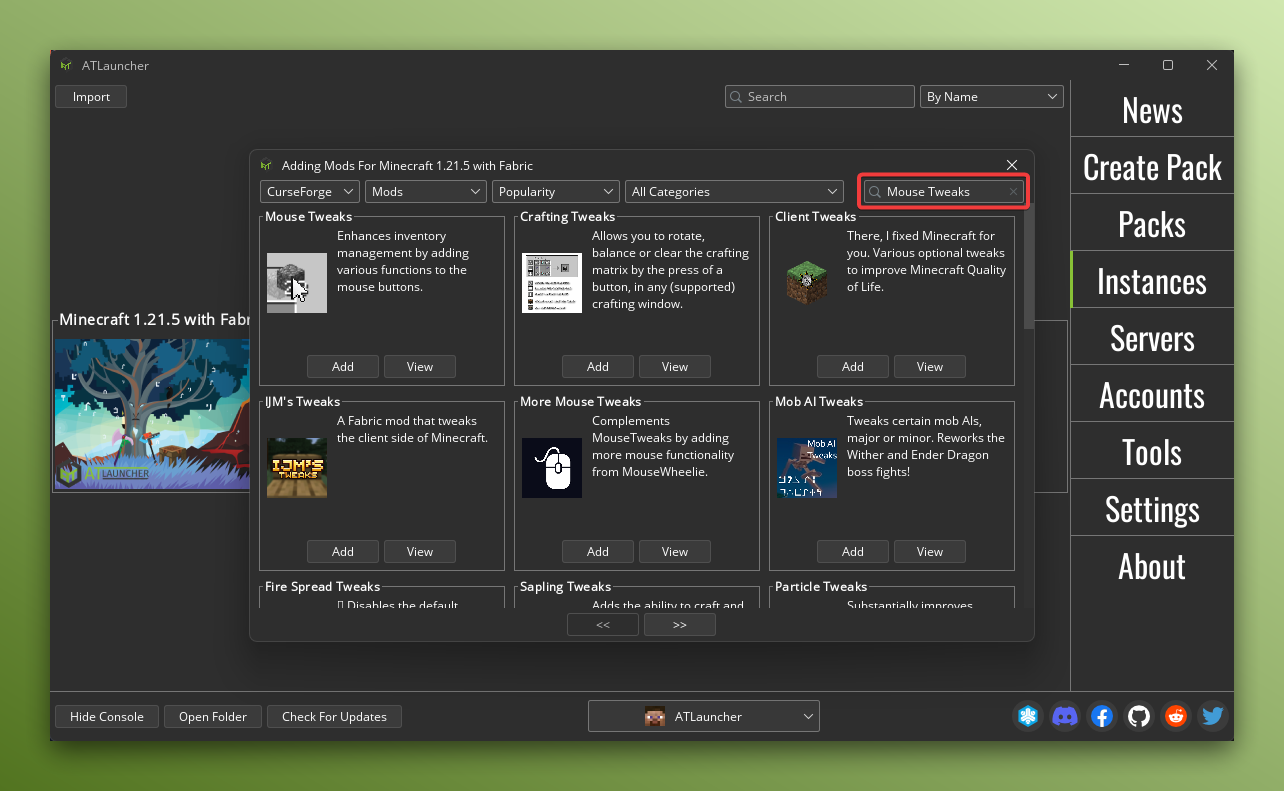 ATLauncher
Import
Search
By Name
News
Create Pack
Packs
Instances
Servers
Accounts
Tools
Settings
About
Minecraft 1.21.5 with Fabr
ATLAUNCHER
Adding Mods For Minecraft 1.21.5 with Fabric
CurseForge
Mods
Popularity
All Categories
Mouse Tweaks
Mouse Tweaks
Enhances inventory
management by adding
various functions to the
mouse buttons.
Add
View
Crafting Tweaks
Allows you to rotate,
balance or clear the crafting
matrix by the press of a
button, in any (supported)
crafting window.
Add
View
Client Tweaks
There, I fixed Minecraft for
you. Various optional tweaks
to improve Minecraft Quality
of Life.
Add
View
IJM's Tweaks
A Fabric mod that tweaks
the client side of Minecraft.
IJM'S
TWEAKS
Add
View
More Mouse Tweaks
Complements
MouseTweaks by adding
more mouse functionality
from MouseWheelie.
Add
View
Mob AI Tweaks
Tweaks certain mob AIs,
major or minor. Reworks the
Wither and Ender Dragon
boss fights!
Mob AI
Tweaks
Add
View
Fire Spread Tweaks
Disables the default
Sapling Tweaks
Adds the ability to craft and
Particle Tweaks
Substantially improves
<<
>>
Hide Console
Open Folder
Check For Updates
ATLauncher